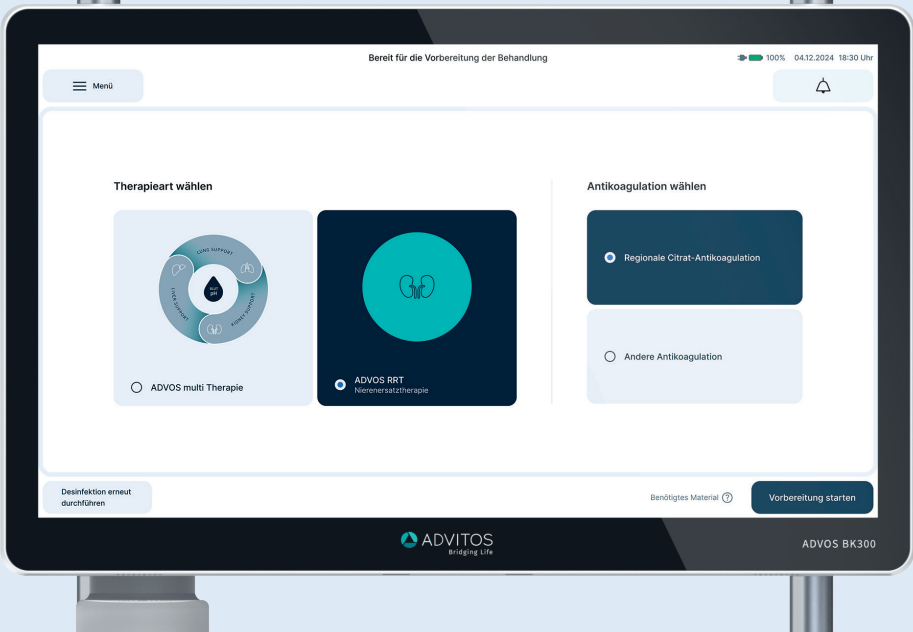 Bereit für die Vorbereitung der Behandlung
100% 04.12.2024 18:30 Uhr
Menü
Therapieart wählen
Antikoagulation wählen
LUNG SUPPORT
LIVER SUPPORT
KIDNEY SUPPORT
BLUT
pH
ADVOS multi Therapie
ADVOS RRT
Nierenersatztherapie
Regionale Citrat-Antikoagulation
Andere Antikoagulation
Desinfektion erneut
durchführen
Benötigtes Material ?
Vorbereitung starten
ADVITOS
Bridging Life
ADVOS BK300